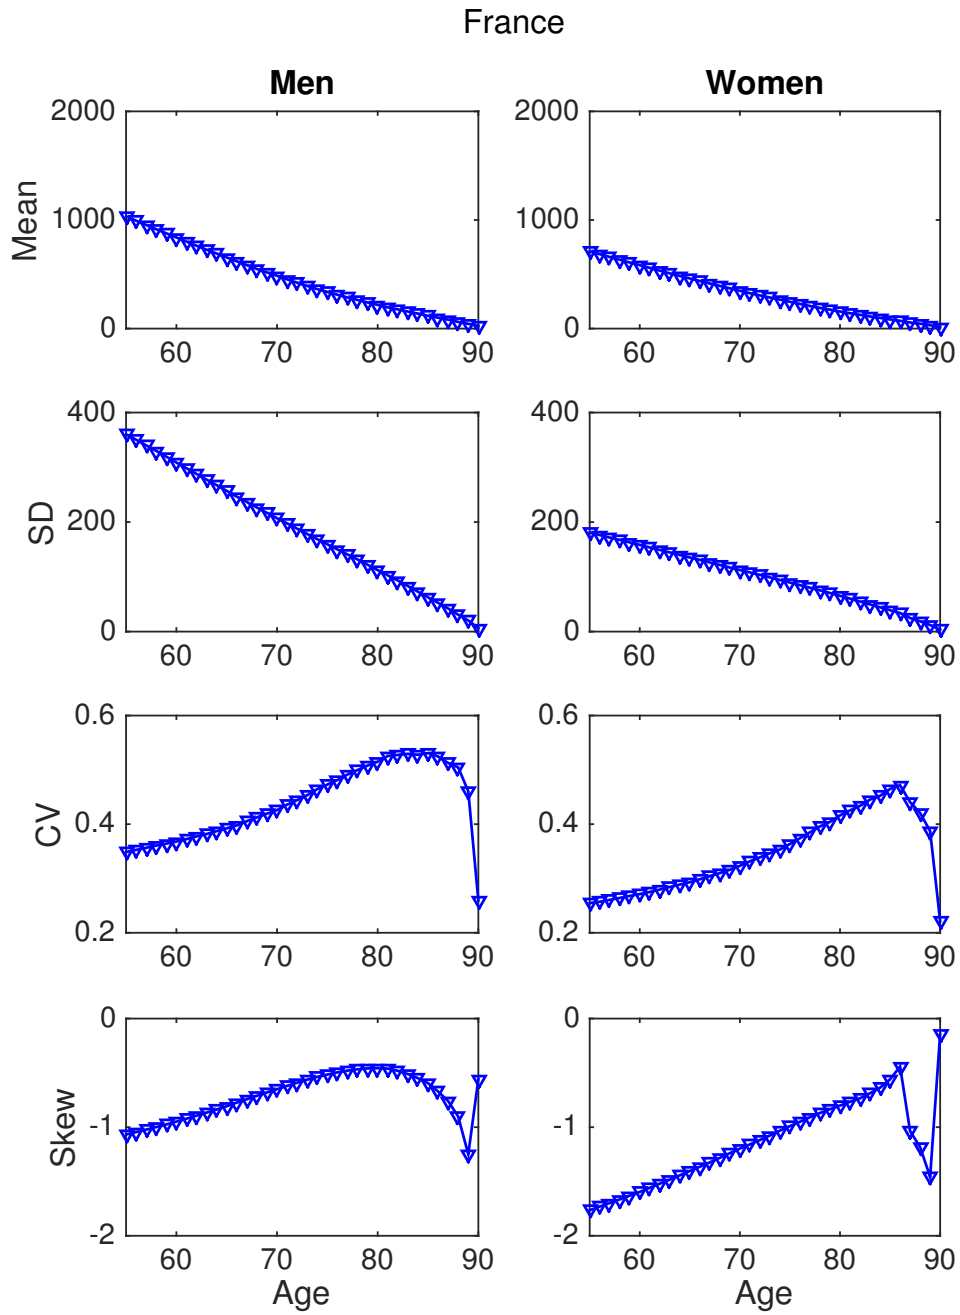 France
Men Women
2000 2000
Mean 1000 1000
0 0
60 70 80 90 60 70 80 90
400 400
SD 200 200
0 0
60 70 80 90 60 70 80 90
0.6 0.6
CV 0.4 0.4
0.2 0.2
60 70 80 90 60 70 80 90
0 0
Skew -1 -1
-2 -2
60 70 80 90 60 70 80 90
Age Age